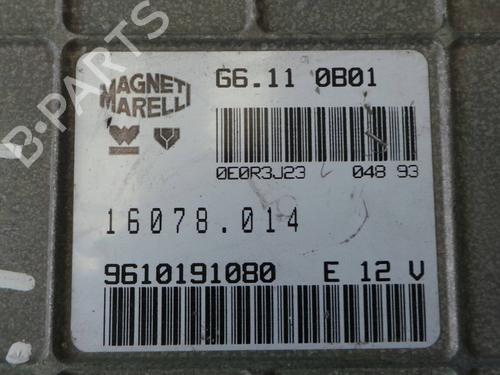 B-PARTS
MAGNETI MARELLI
G6.11 0B01
0E0R3J23 048 93
16078.014
9610191080 E 12 V